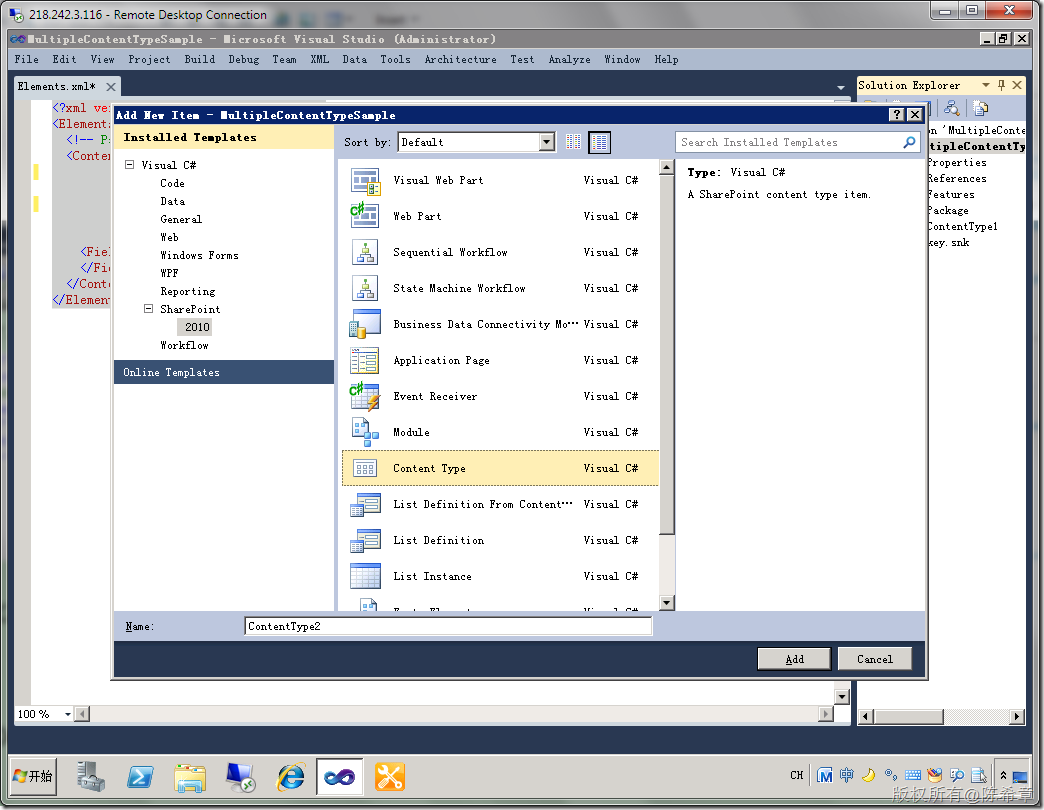 218.242.3.116 - Remote Desktop Connection
MultipleContentTypeSample - Microsoft Visual Studio (Administrator)
File Edit View Project Build Debug Team XML Data Tools Architecture Test Analyze Window Help
Elements.xml*
Solution Explorer
<?xml ve
<Element
<!-- P
<Conten
<Fiel
</Fie
</Conte
</Elemen
Add New Item - MultipleContentTypeSample
Installed Templates
Visual C#
Code
Data
General
Web
Windows Forms
WPF
Reporting
SharePoint
2010
Workflow
Online Templates
Sort by: Default
Search Installed Templates
Visual Web Part Visual C#
Web Part Visual C#
Sequential Workflow Visual C#
State Machine Workflow Visual C#
Business Data Connectivity Mo··· Visual C#
Application Page Visual C#
Event Receiver Visual C#
Module Visual C#
Content Type Visual C#
List Definition From Content··· Visual C#
List Definition Visual C#
List Instance Visual C#
Type: Visual C#
A SharePoint content type item.
on 'MultipleConte
tipleContentTy
Properties
References
Features
Package
ContentType1
key.snk
Name: ContentType2
Add Cancel
100 %
开始
CH
版权所有@陈希章